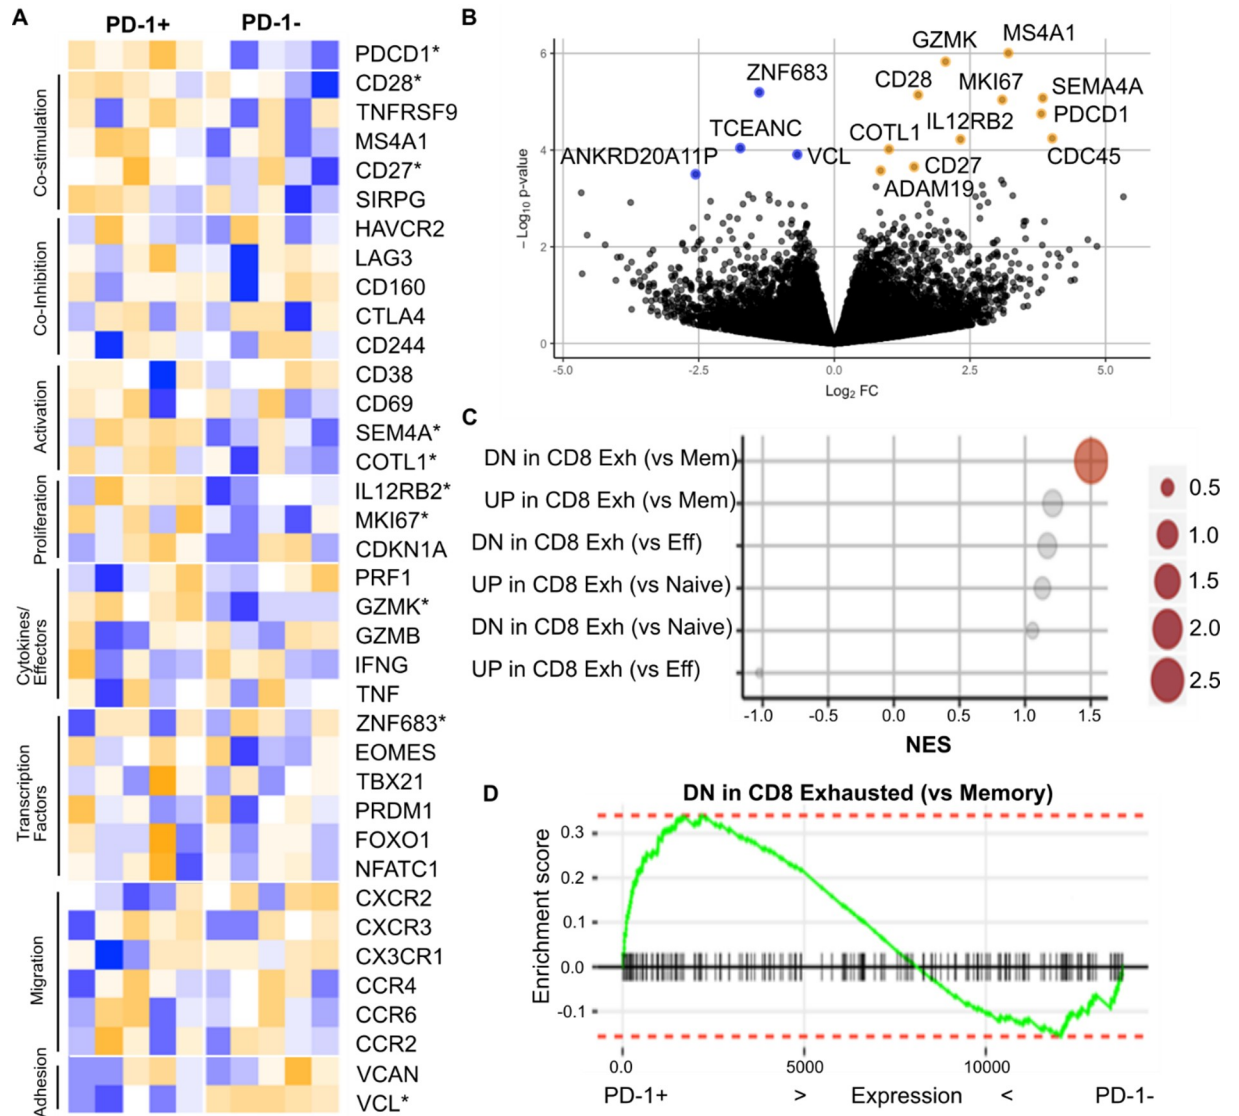 A
PD-1+ PD-1-
PDCD1*
Co-stimulation
CD28*
TNFRSF9
MS4A1
CD27*
SIRPG
Co-Inhibition
HAVCR2
LAG3
CD160
CTLA4
CD244
Activation
CD38
CD69
SEM4A*
COTL1*
Proliferation
IL12RB2*
MKI67*
CDKN1A
Cytokines/
Effectors
PRF1
GZMK*
GZMB
IFNG
TNF
Transcription
Factors
ZNF683*
EOMES
TBX21
PRDM1
FOXO1
NFATC1
Migration
CXCR2
CXCR3
CX3CR1
CCR4
CCR6
CCR2
Adhesion
VCAN
VCL*
B
GZMK MS4A1
ZNF683 CD28 MKI67 SEMA4A
PDCD1
TCEANC COTL1 IL12RB2
ANKRD20A11P VCL CD27 CDC45
ADAM19
6
4
2
0
- Log10 p-value
-5.0 -2.5 0.0 2.5 5.0
Log2 FC
C
DN in CD8 Exh (vs Mem)
UP in CD8 Exh (vs Mem)
DN in CD8 Exh (vs Eff)
UP in CD8 Exh (vs Naive)
DN in CD8 Exh (vs Naive)
UP in CD8 Exh (vs Eff)
-1.0 -0.5 0.0 0.5 1.0 1.5
NES
0.5
1.0
1.5
2.0
2.5
D
DN in CD8 Exhausted (vs Memory)
Enrichment score
0.3
0.2
0.1
0.0
-0.1
0.0 5000 10000
PD-1+ > Expression < PD-1-